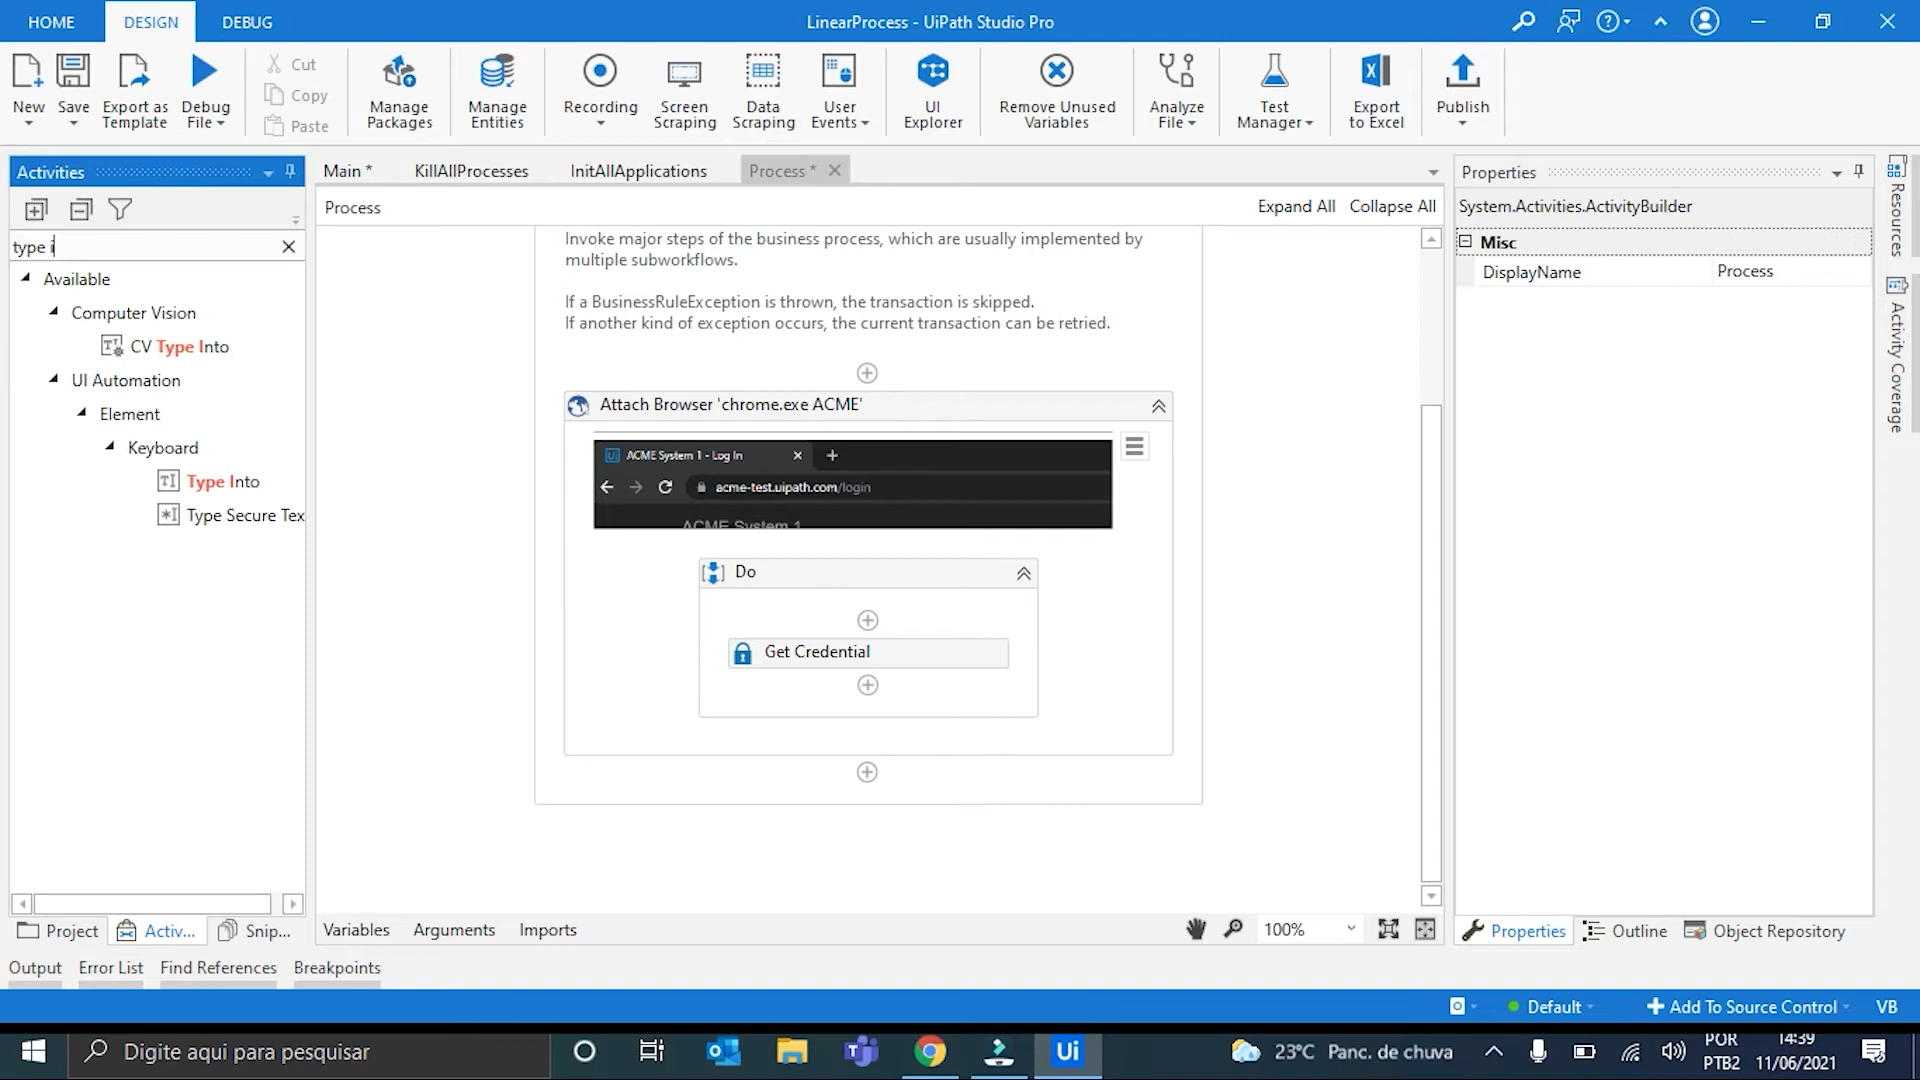 HOME DESIGN DEBUG LinearProcess - UiPath Studio Pro
New Save Export as Template Debug File Cut Copy Paste Manage Packages Manage Entities Recording Screen Scraping Data Scraping User Events UI Explorer Remove Unused Variables Analyze File Test Manager Export to Excel Publish
Activities
type i
Available
Computer Vision
CV Type Into
UI Automation
Element
Keyboard
Type Into
Type Secure Tex
Project Activ... Snip...
Main * KillAllProcesses InitAllApplications Process *
Process Expand All Collapse All
Invoke major steps of the business process, which are usually implemented by
multiple subworkflows.
If a BusinessRuleException is thrown, the transaction is skipped.
If another kind of exception occurs, the current transaction can be retried.
Attach Browser 'chrome.exe ACME'
ACME System 1 - Log In
acme-test.uipath.com/login
ACME System 1
Do
Get Credential
Variables Arguments Imports 100%
Properties
System.Activities.ActivityBuilder
Misc
DisplayName Process
Properties Outline Object Repository
Resources
Activity Coverage
Output Error List Find References Breakpoints
Default Add To Source Control VB
Digite aqui para pesquisar
Ui
23°C Panc. de chuva
POR
PTB2
14:39
11/06/2021